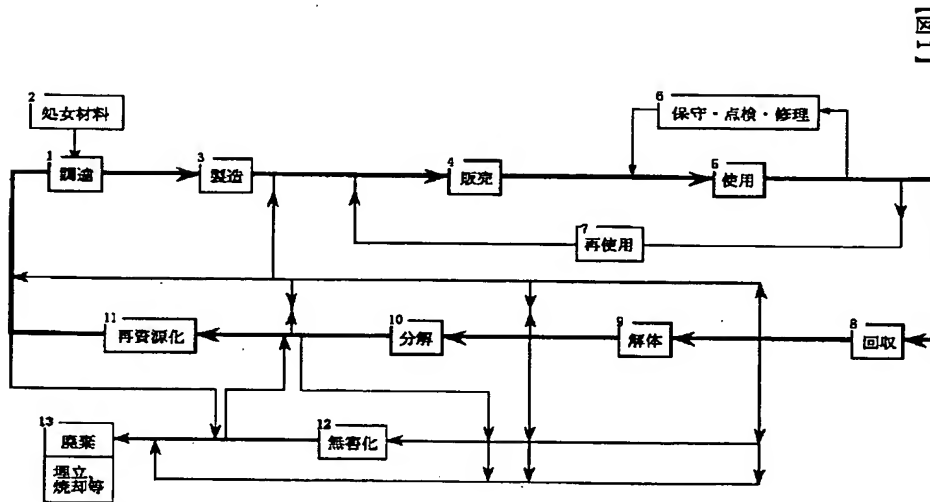 【図1】
2
処女材料
6
保守・点検・修理
1
調達
3
製造
4
販売
5
使用
7
再使用
11
再資源化
10
分解
9
解体
8
回収
13
廃棄
埋立,
焼却等
12
無害化